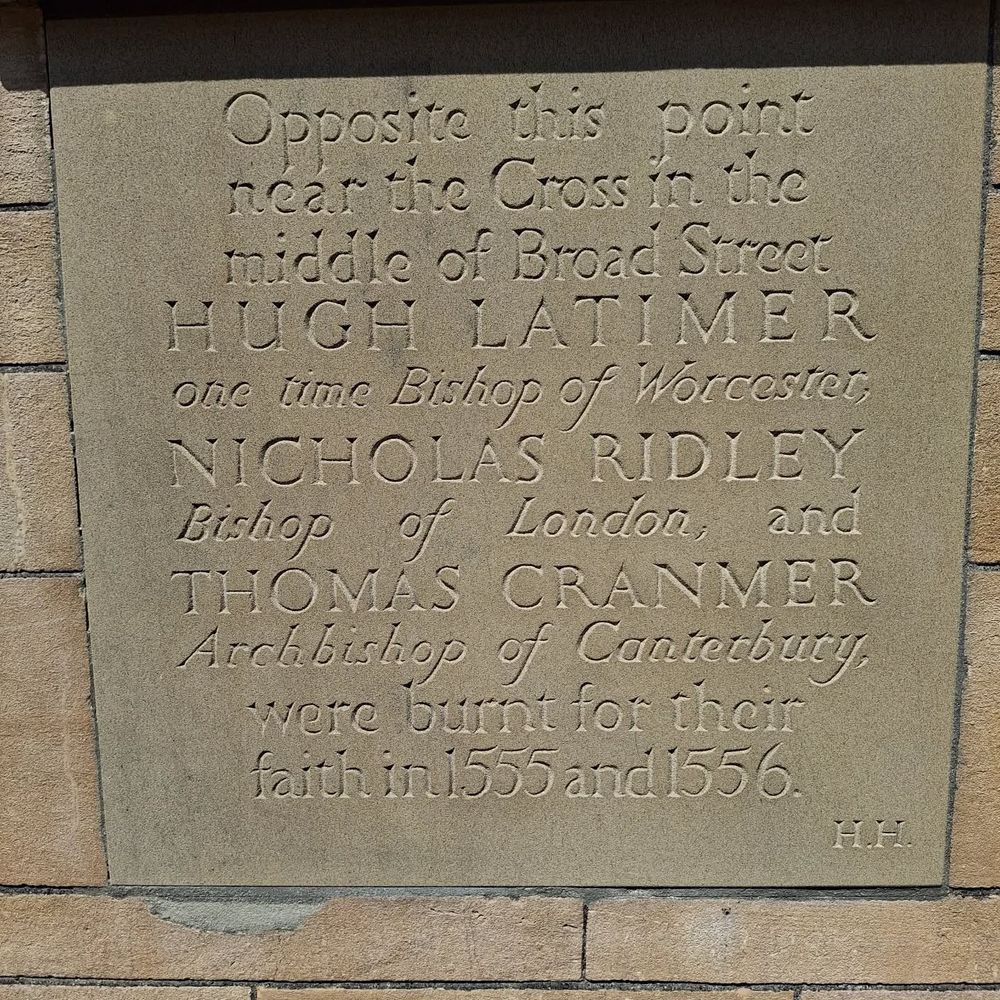 Opposite this point
near the Cross in the
middle of Broad Street
HUGH LATIMER
one time Bishop of Worcester,
NICHOLAS RIDLEY
Bishop of London, and
THOMAS CRANMER
Archbishop of Canterbury,
were burnt for their
faith in 1555 and 1556.
H.H.